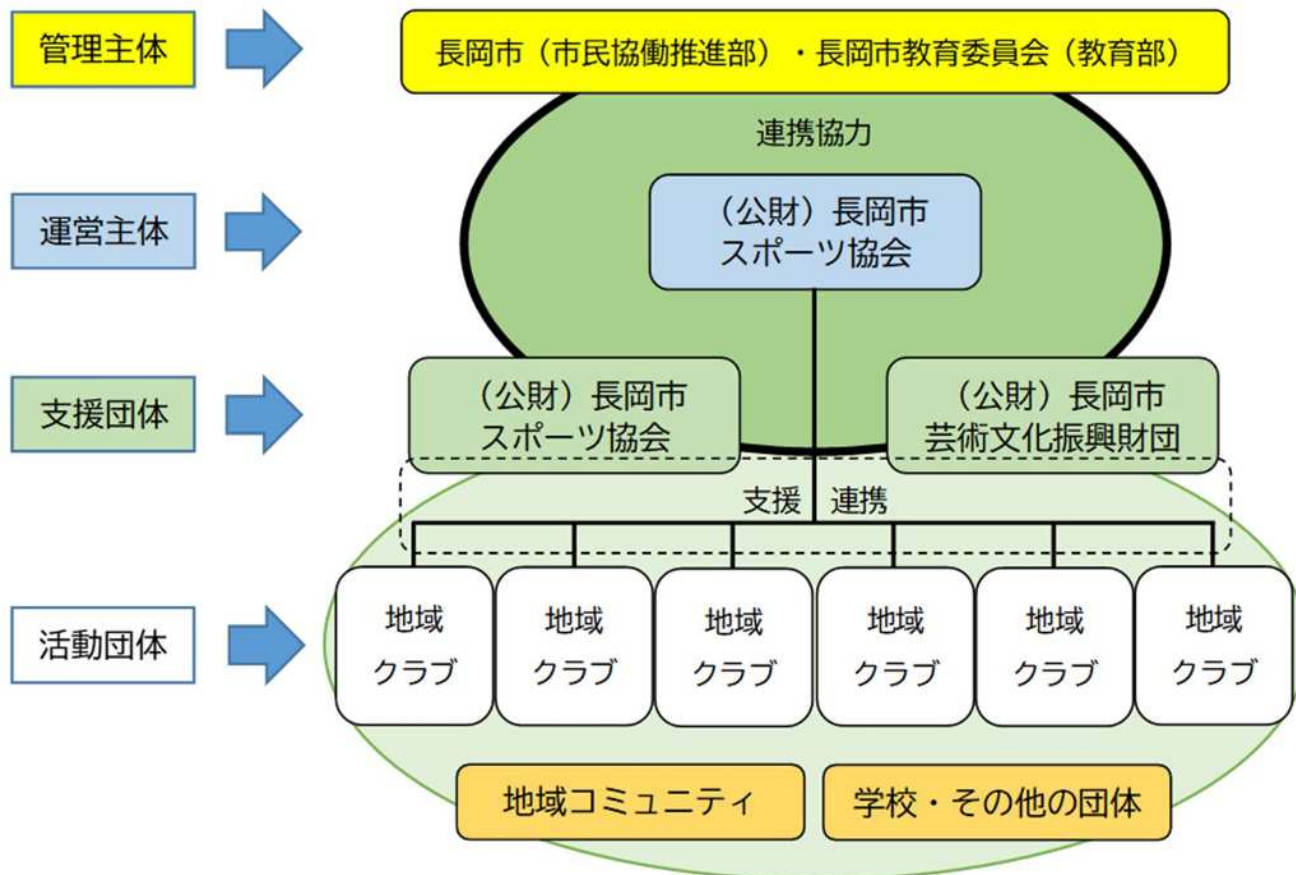 管理主体
長岡市（市民協働推進部）・長岡市教育委員会（教育部）
連携協力
運営主体
（公財）長岡市
スポーツ協会
支援団体
（公財）長岡市
スポーツ協会
（公財）長岡市
芸術文化振興財団
支援 連携
活動団体
地域
クラブ
地域
クラブ
地域
クラブ
地域
クラブ
地域
クラブ
地域
クラブ
地域コミュニティ
学校・その他の団体